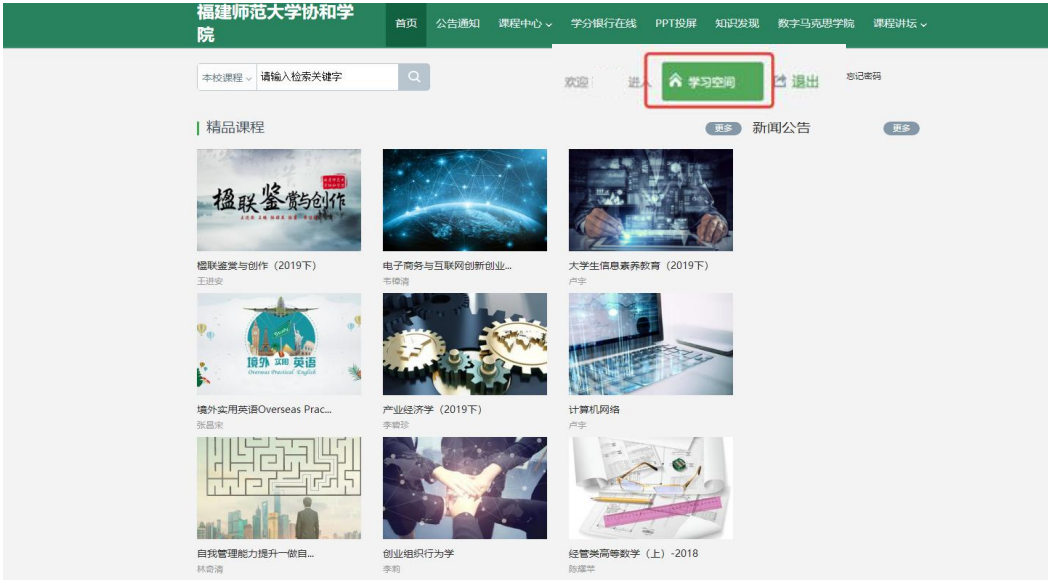 福建师范大学协和学
院
首页 公告通知 课程中心 学分银行在线 PPT投屏 知识发现 数字马克思学院 课程讲坛
本校课程 请输入检索关键字
欢迎 进入 学习空间 退出 忘记密码
精品课程 更多 新闻公告 更多
楹联鉴赏与创作
境外 实用 英语
Overseas Practical English
楹联鉴赏与创作（2019下） 电子商务与互联网创新创业... 大学生信息素养教育（2019下）
王进安 韦樟清 卢宇
境外实用英语Overseas Prac... 产业经济学（2019下） 计算机网络
张昌宋 李碧珍 卢宇
自我管理能力提升一做自... 创业组织行为学 经管类高等数学（上）-2018
林奇清 李莉